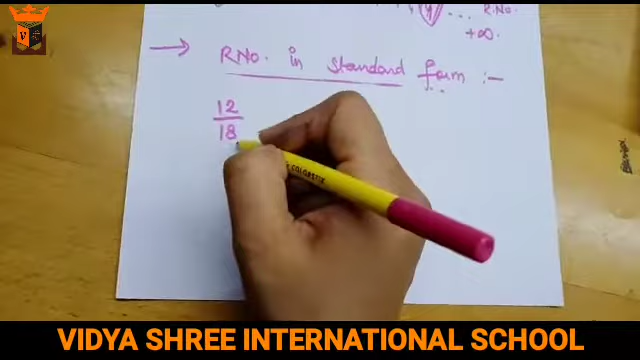 R.No.
+∞.
→ R.No. in standard form :-
12
18
VIDYA SHREE INTERNATIONAL SCHOOL